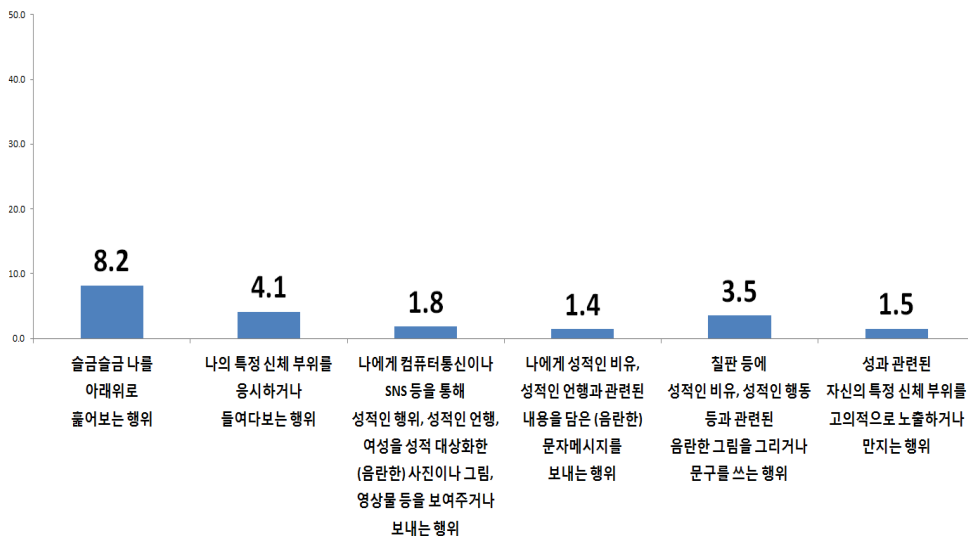 50.0
40.0
30.0
20.0
10.0
0.0
8.2
4.1
1.8
1.4
3.5
1.5
슬금슬금 나를
아래위로
훑어보는 행위
나의 특정 신체 부위를
응시하거나
들여다보는 행위
나에게 컴퓨터통신이나
SNS 등을 통해
성적인 행위, 성적인 언행,
여성을 성적 대상화한
(음란한) 사진이나 그림,
영상물 등을 보여주거나
보내는 행위
나에게 성적인 비유,
성적인 언행과 관련된
내용을 담은 (음란한)
문자메시지를
보내는 행위
칠판 등에
성적인 비유, 성적인 행동
등과 관련된
음란한 그림을 그리거나
문구를 쓰는 행위
성과 관련된
자신의 특정 신체 부위를
고의적으로 노출하거나
만지는 행위